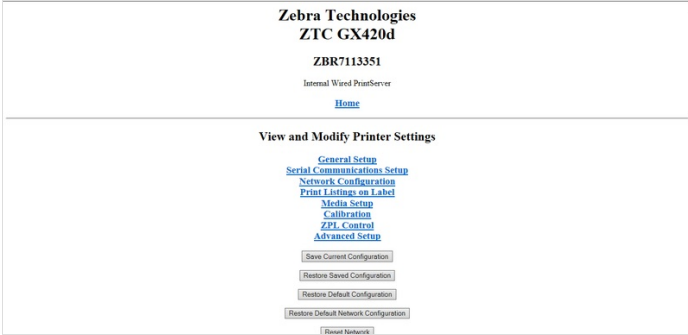 Zebra Technologies
ZTC GX420d
ZBR7113351
Internal Wired PrintServer
Home
View and Modify Printer Settings
General Setup
Serial Communications Setup
Network Configuration
Print Listings on Label
Media Setup
Calibration
ZPL Control
Advanced Setup
Save Current Configuration
Restore Saved Configuration
Restore Default Configuration
Restore Default Network Configuration
Reset Network